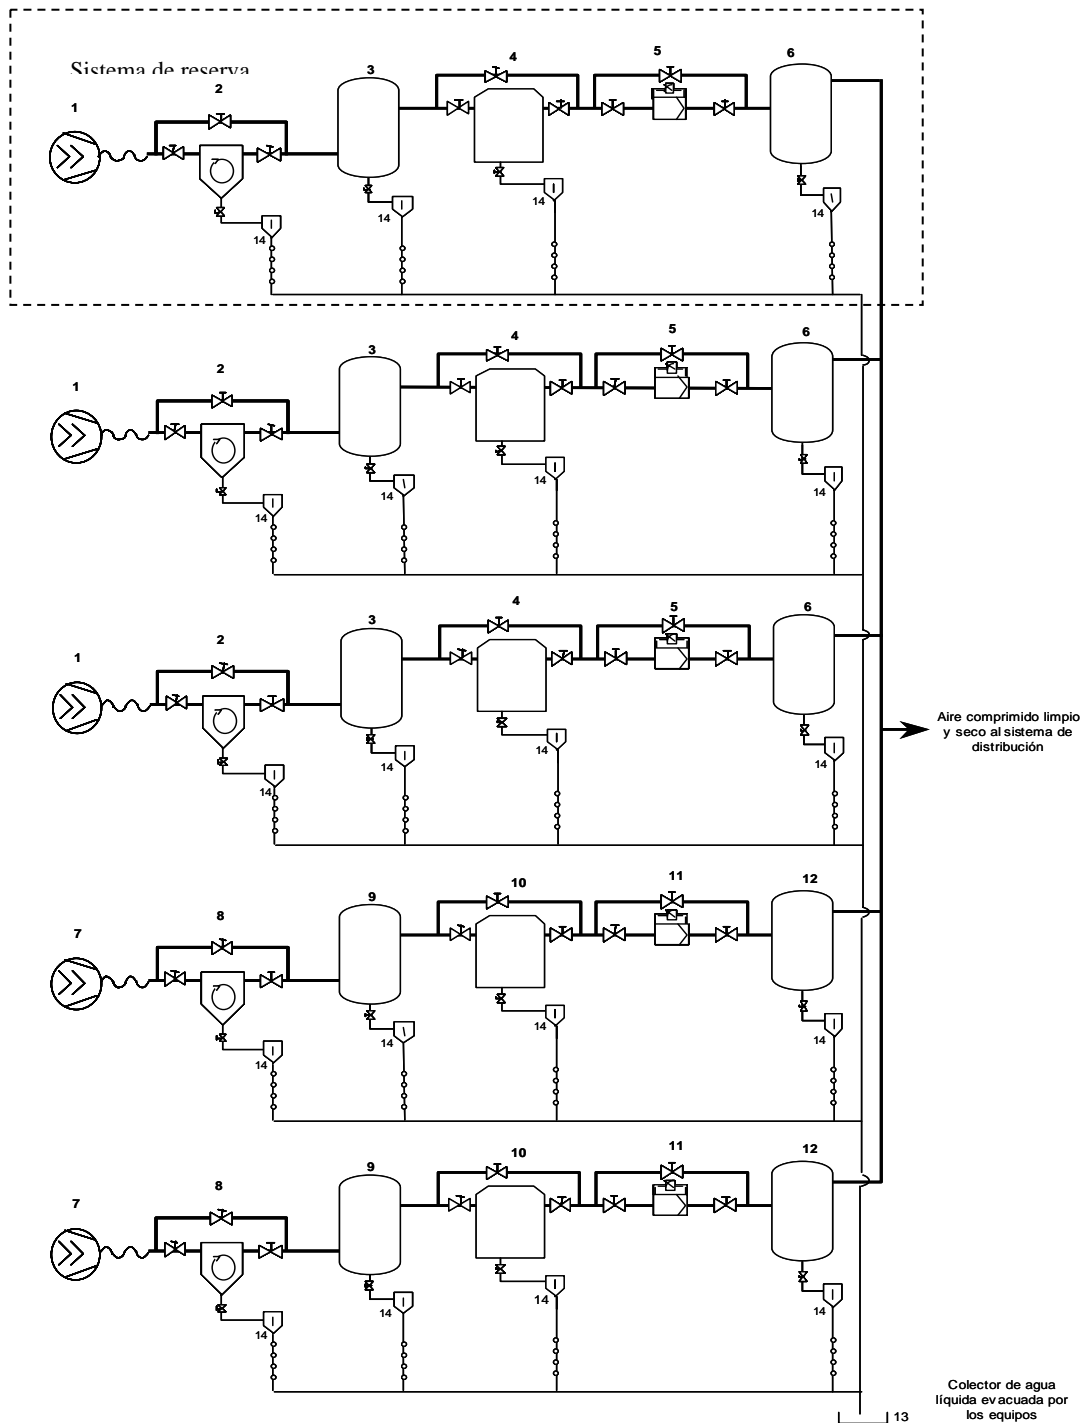 Sistema de reserva
1 2 3 4 5 6
14 14 14 14
1 2 3 4 5 6
14 14 14 14
1 2 3 4 5 6
14 14 14 14
Aire comprimido limpio
y seco al sistema de
distribución
7 8 9 10 11 12
14 14 14 14
7 8 9 10 11 12
14 14 14 14
Colector de agua
líquida evacuada por
los equipos
13